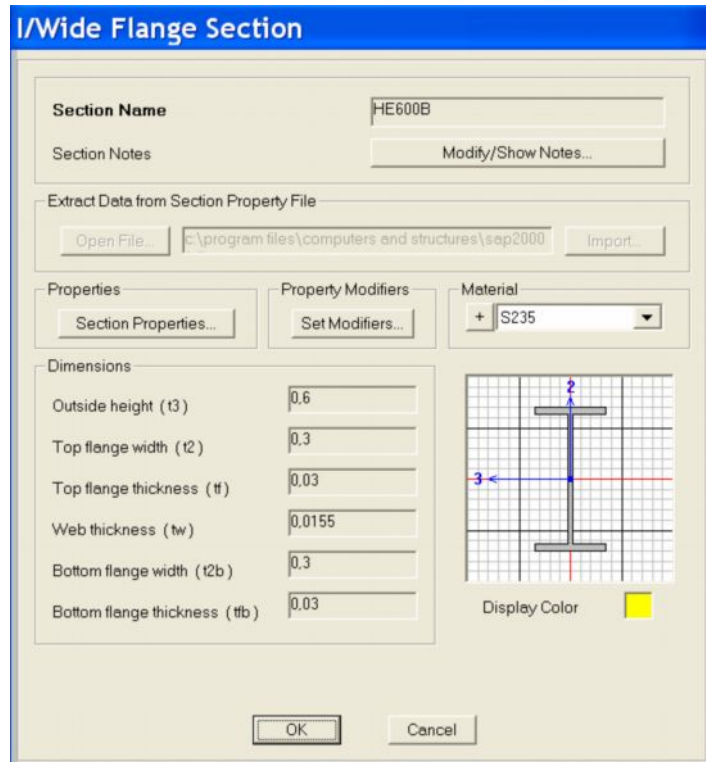 I/Wide Flange Section
Section Name HE600B
Section Notes Modify/Show Notes...
Extract Data from Section Property File
Open File... c:\program files\computers and structures\sap2000 Import...
Properties Property Modifiers Material
Section Properties... Set Modifiers... + S235
Dimensions
Outside height ( t3 ) 0,6
Top flange width ( t2 ) 0,3
Top flange thickness ( tf ) 0,03
Web thickness ( tw ) 0,0155
Bottom flange width ( t2b ) 0,3
Bottom flange thickness ( tfb ) 0,03
2
3
Display Color
OK Cancel